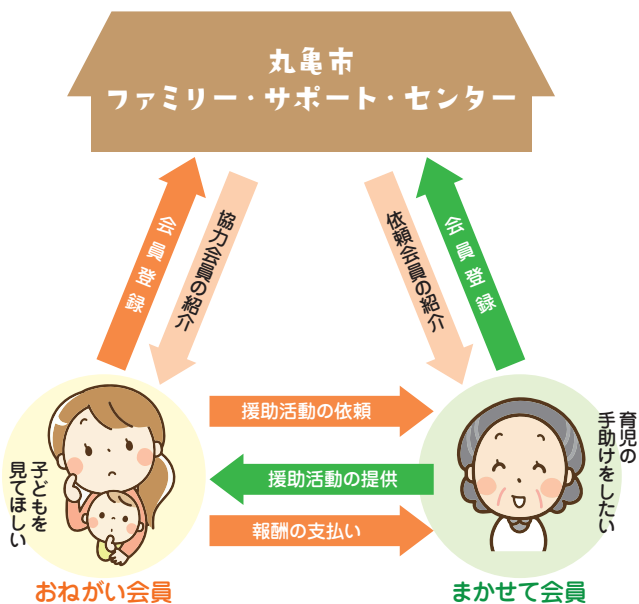 丸亀市
ファミリー・サポート・センター
会員登録
協力会員の紹介
依頼会員の紹介
会員登録
援助活動の依頼
援助活動の提供
報酬の支払い
子どもを
見てほしい
育児の
手助けをしたい
おねがい会員
まかせて会員